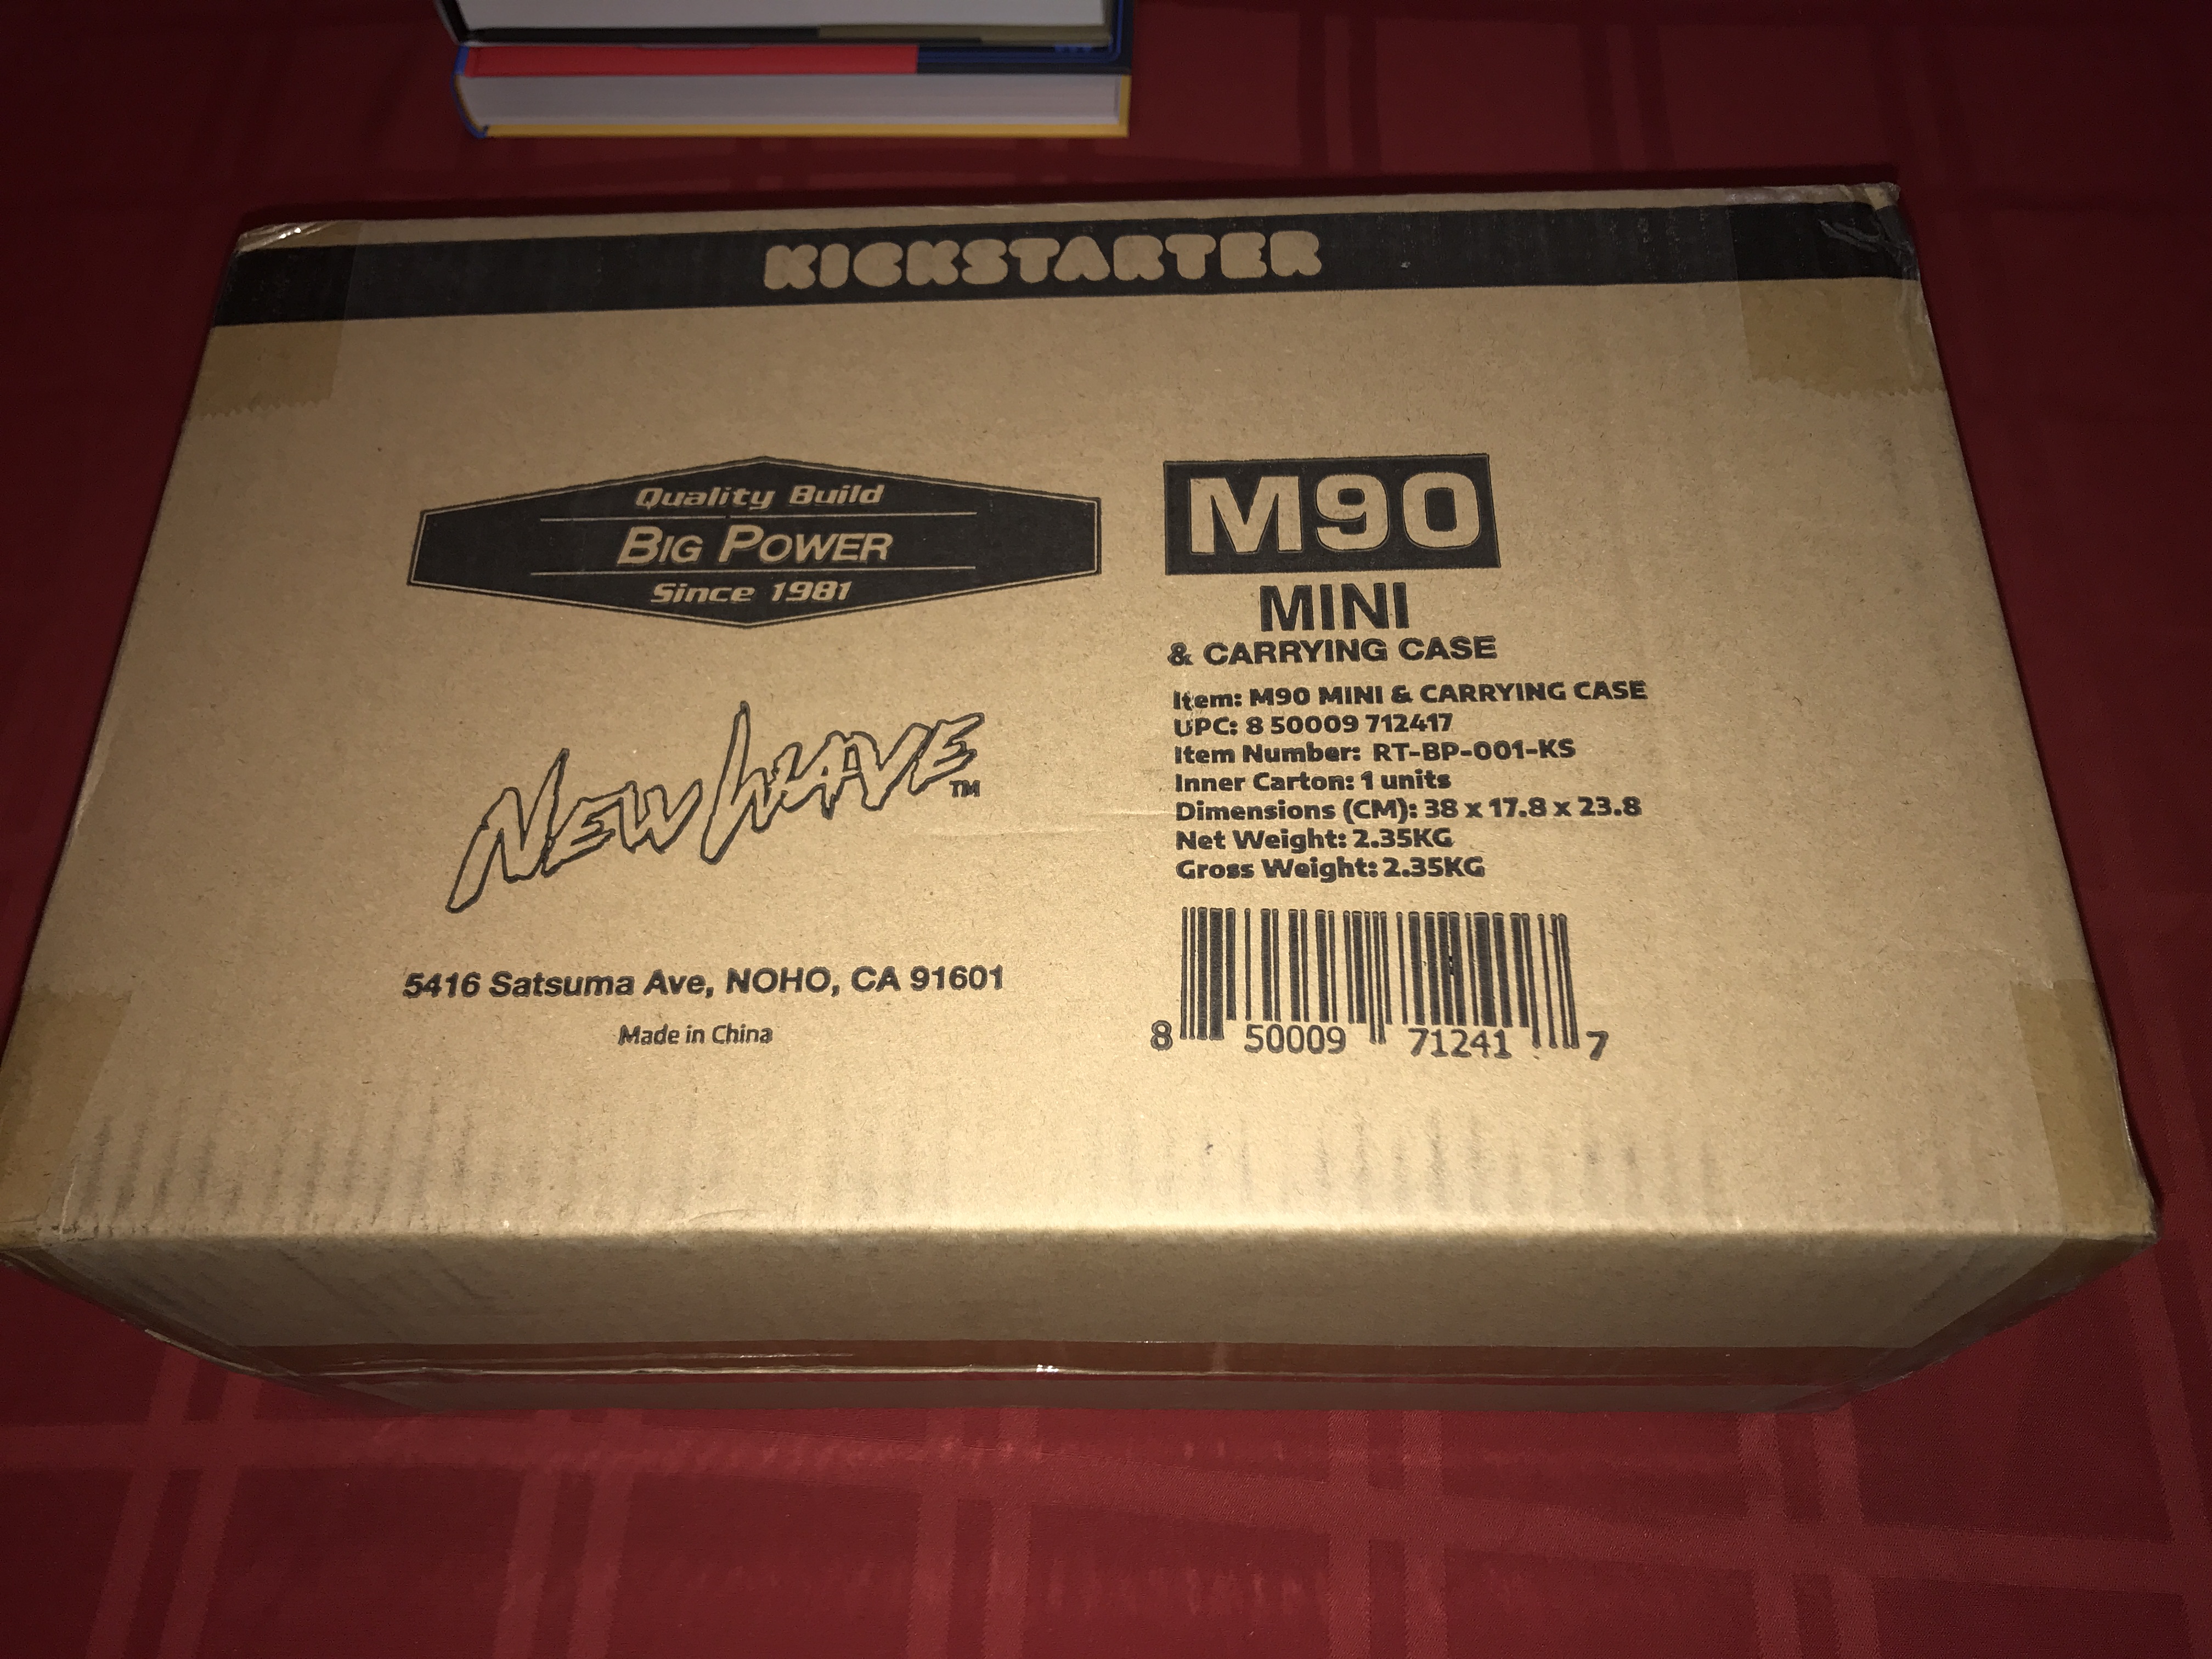 KICKSTARTER
Quality Build
BIG POWER
Since 1981
NEW WAVE™
5416 Satsuma Ave, NOHO, CA 91601
Made in China
M90
MINI
& CARRYING CASE
Item: M90 MINI & CARRYING CASE
UPC: 8 50009 712417
Item Number: RT-BP-001-KS
Inner Carton: 1 units
Dimensions (CM): 38 x 17.8 x 23.8
Net Weight: 2.35KG
Gross Weight: 2.35KG
8 50009 71241 7